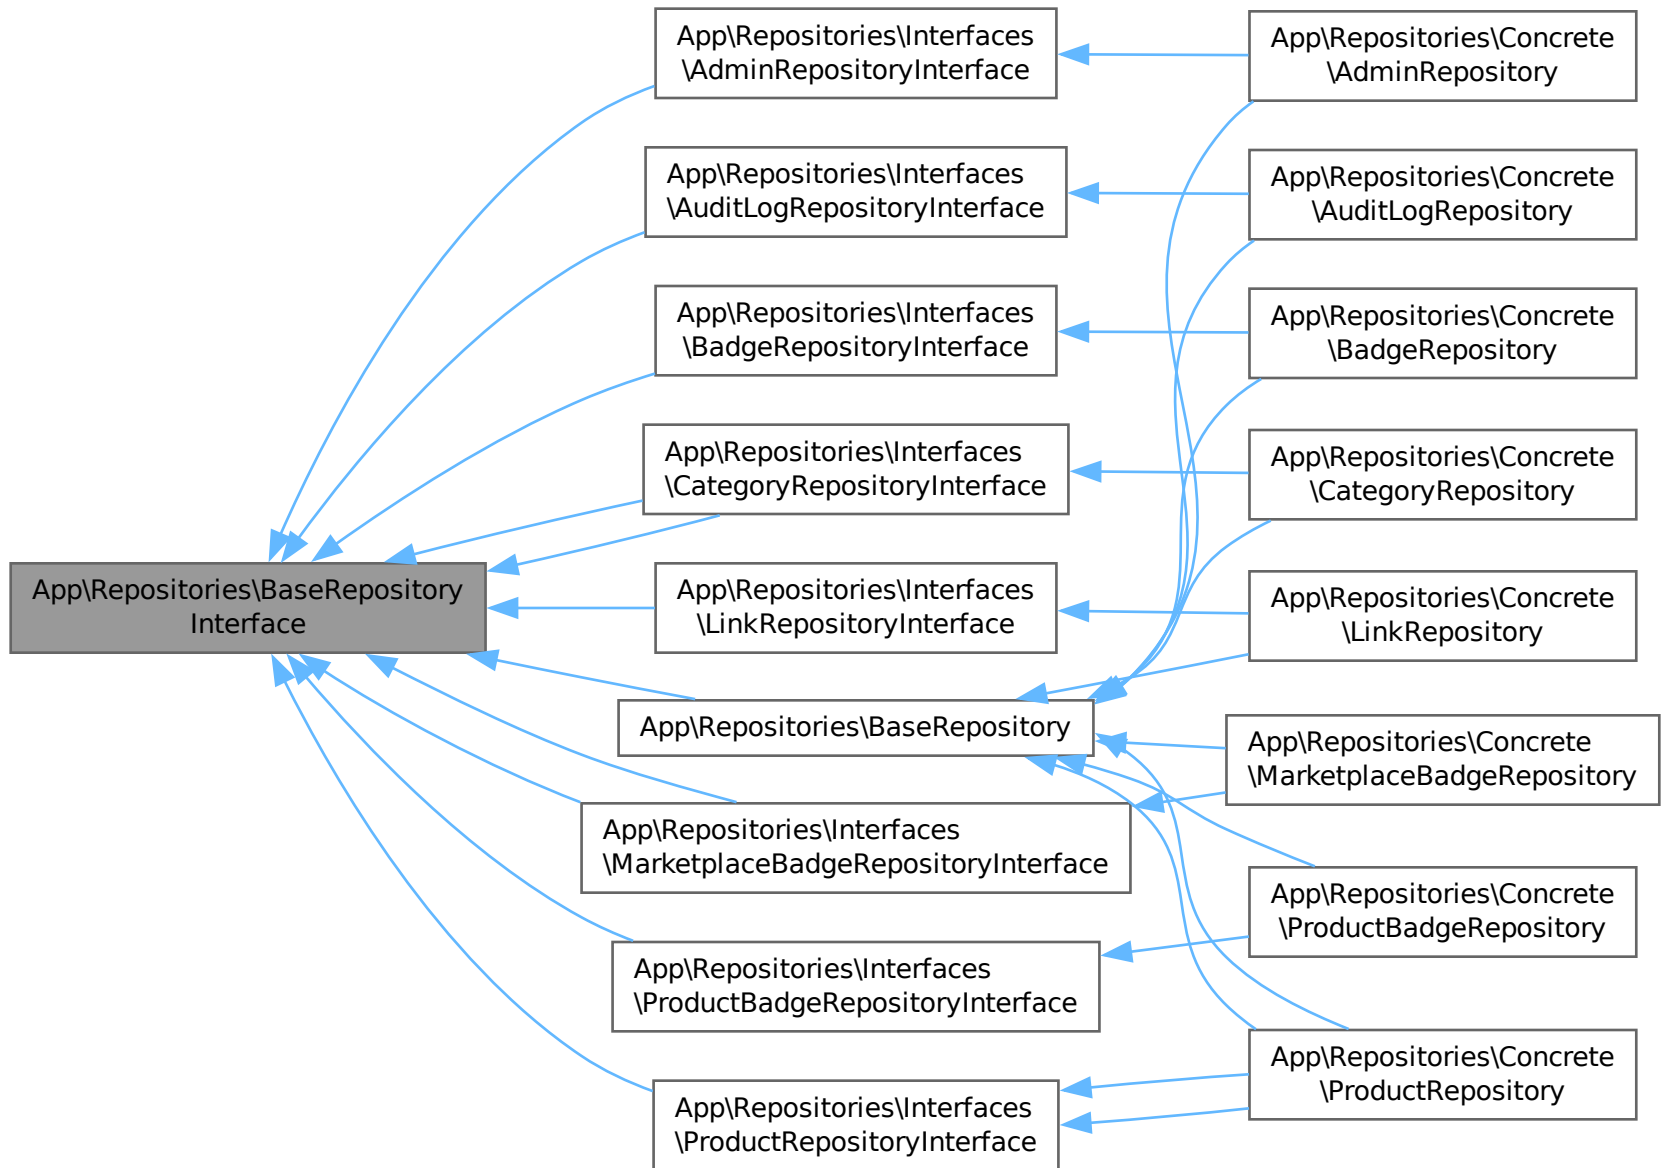 App\Repositories\BaseRepository
Interface
App\Repositories\Interfaces
\AdminRepositoryInterface
App\Repositories\Interfaces
\AuditLogRepositoryInterface
App\Repositories\Interfaces
\BadgeRepositoryInterface
App\Repositories\Interfaces
\CategoryRepositoryInterface
App\Repositories\Interfaces
\LinkRepositoryInterface
App\Repositories\BaseRepository
App\Repositories\Interfaces
\MarketplaceBadgeRepositoryInterface
App\Repositories\Interfaces
\ProductBadgeRepositoryInterface
App\Repositories\Interfaces
\ProductRepositoryInterface
App\Repositories\Concrete
\AdminRepository
App\Repositories\Concrete
\AuditLogRepository
App\Repositories\Concrete
\BadgeRepository
App\Repositories\Concrete
\CategoryRepository
App\Repositories\Concrete
\LinkRepository
App\Repositories\Concrete
\MarketplaceBadgeRepository
App\Repositories\Concrete
\ProductBadgeRepository
App\Repositories\Concrete
\ProductRepository